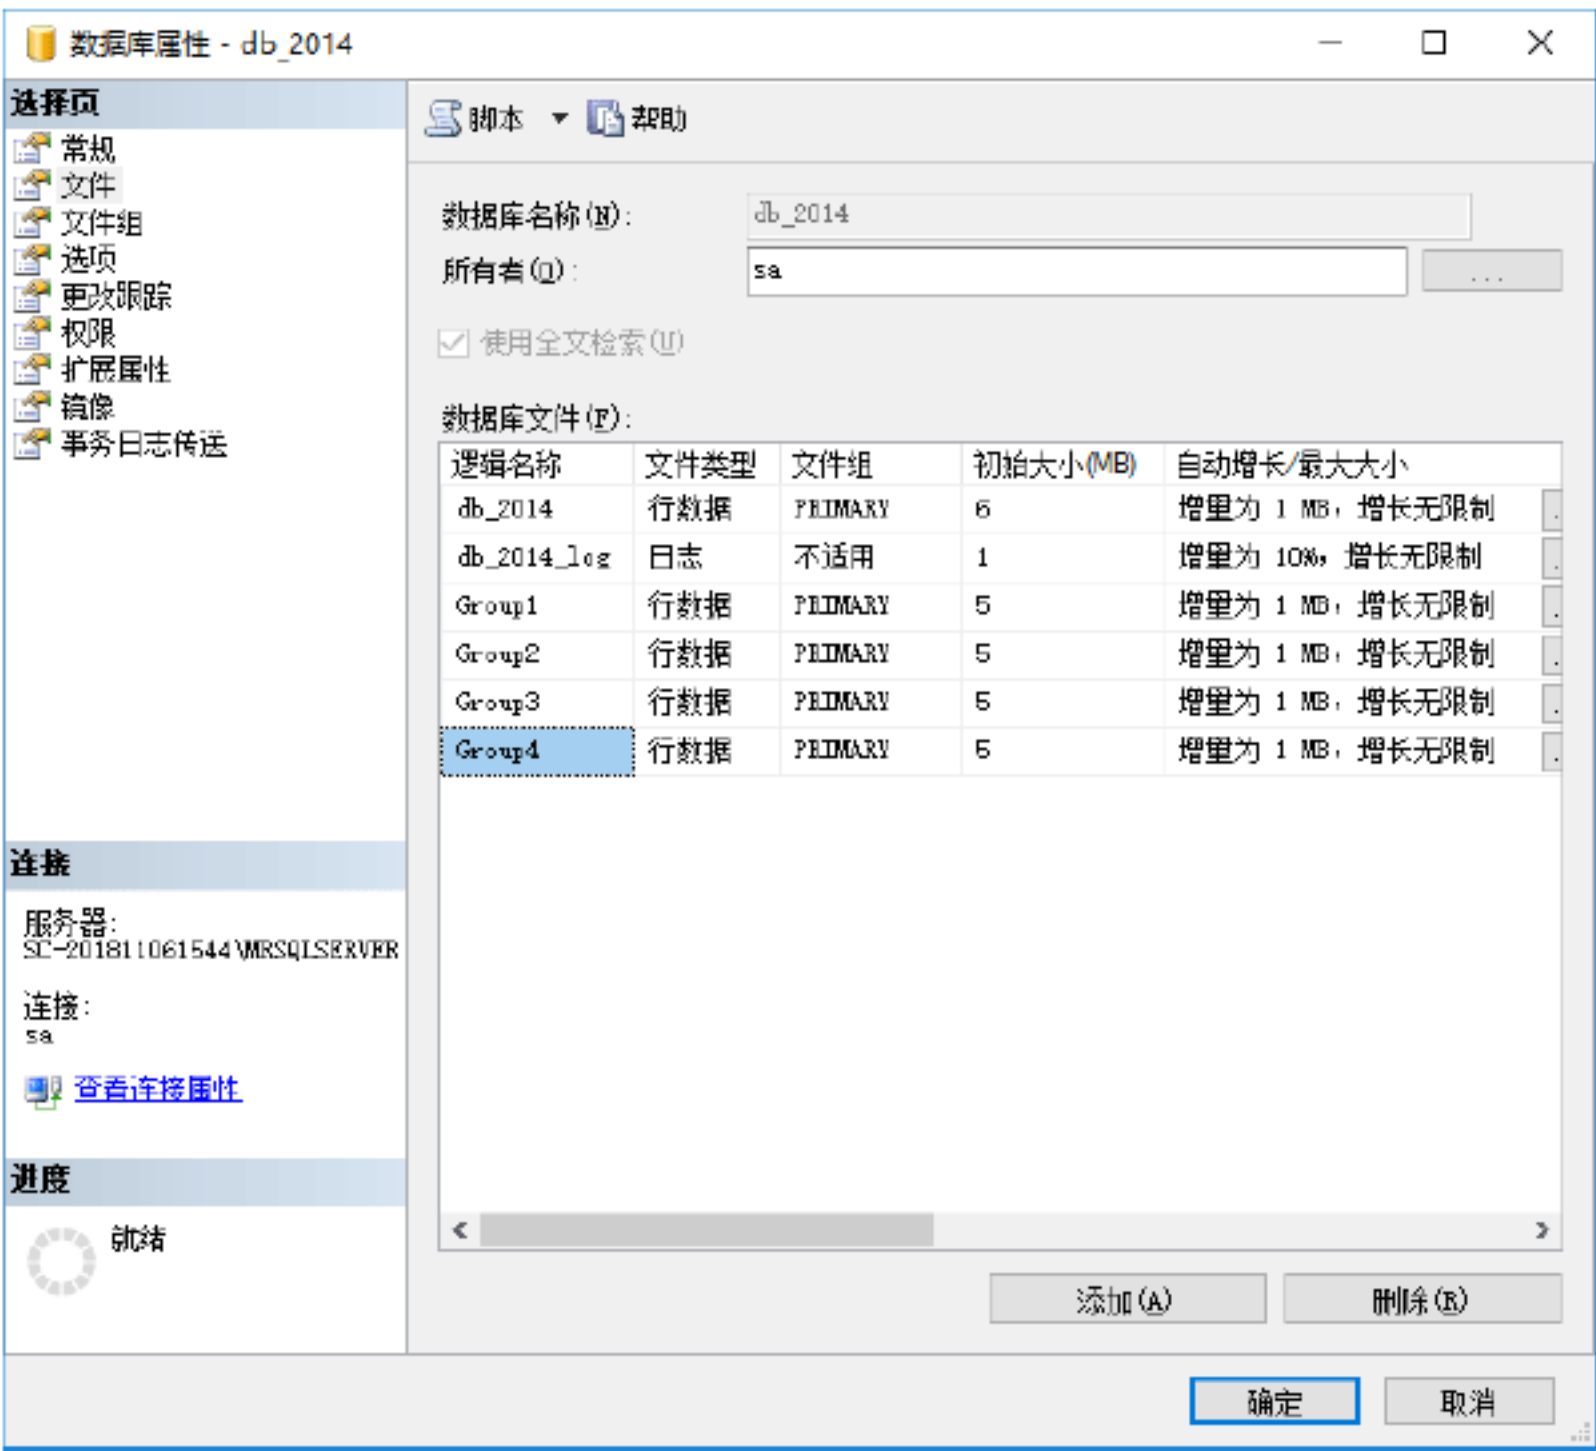 数据库属性 - db_2014
选择页
常规
文件
文件组
选项
更改跟踪
权限
扩展属性
镜像
事务日志传送
连接
服务器:
SC-201811061544\MRSQLSERVER
连接:
sa
查看连接属性
进度
就绪
脚本 帮助
数据库名称(N): db_2014
所有者(O): sa ...
使用全文检索(U)
数据库文件(F):
逻辑名称 文件类型 文件组 初始大小(MB) 自动增长/最大大小
db_2014 行数据 PRIMARY 6 增量为 1 MB，增长无限制 .
db_2014_log 日志 不适用 1 增量为 10%，增长无限制 .
Group1 行数据 PRIMARY 5 增量为 1 MB，增长无限制 .
Group2 行数据 PRIMARY 5 增量为 1 MB，增长无限制 .
Group3 行数据 PRIMARY 5 增量为 1 MB，增长无限制 .
Group4 行数据 PRIMARY 5 增量为 1 MB，增长无限制 .
添加(A) 删除(R)
确定 取消